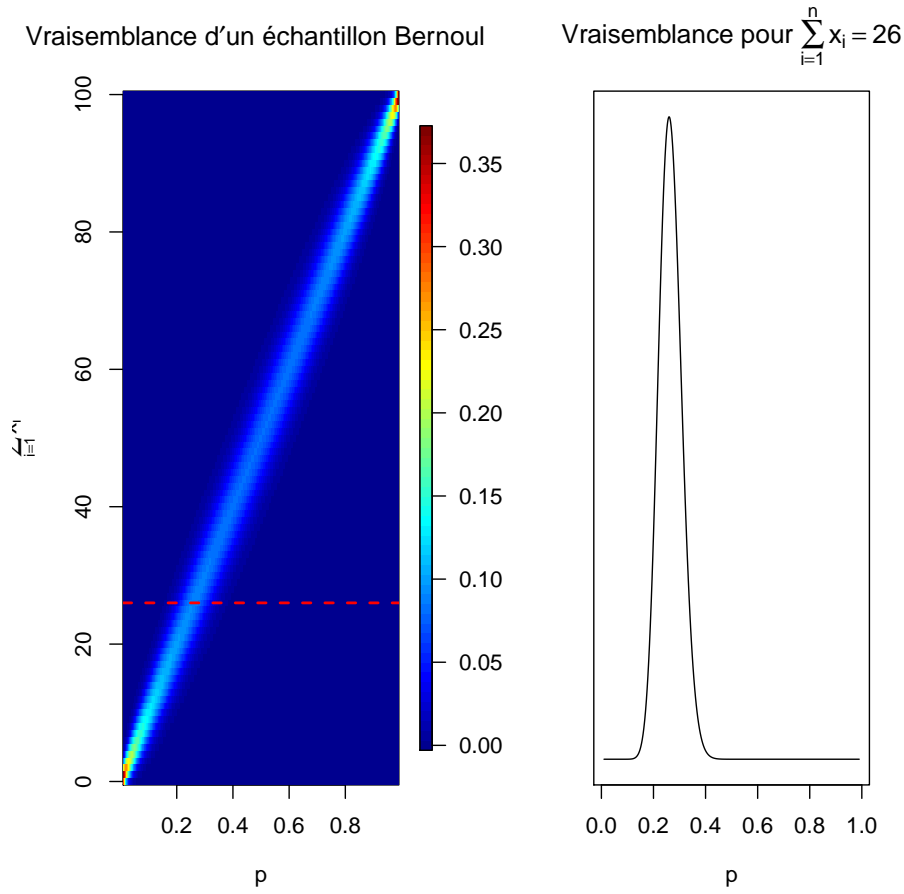 Vraisemblance d′un échantillon Bernoul
100
80
60
40
20
0
i=1
0.2 0.4 0.6 0.8
p
0.35
0.30
0.25
0.20
0.15
0.10
0.05
0.00
Vraisemblance pour ∑ᵢ₌₁ⁿ xᵢ = 26
0.0 0.2 0.4 0.6 0.8 1.0
p